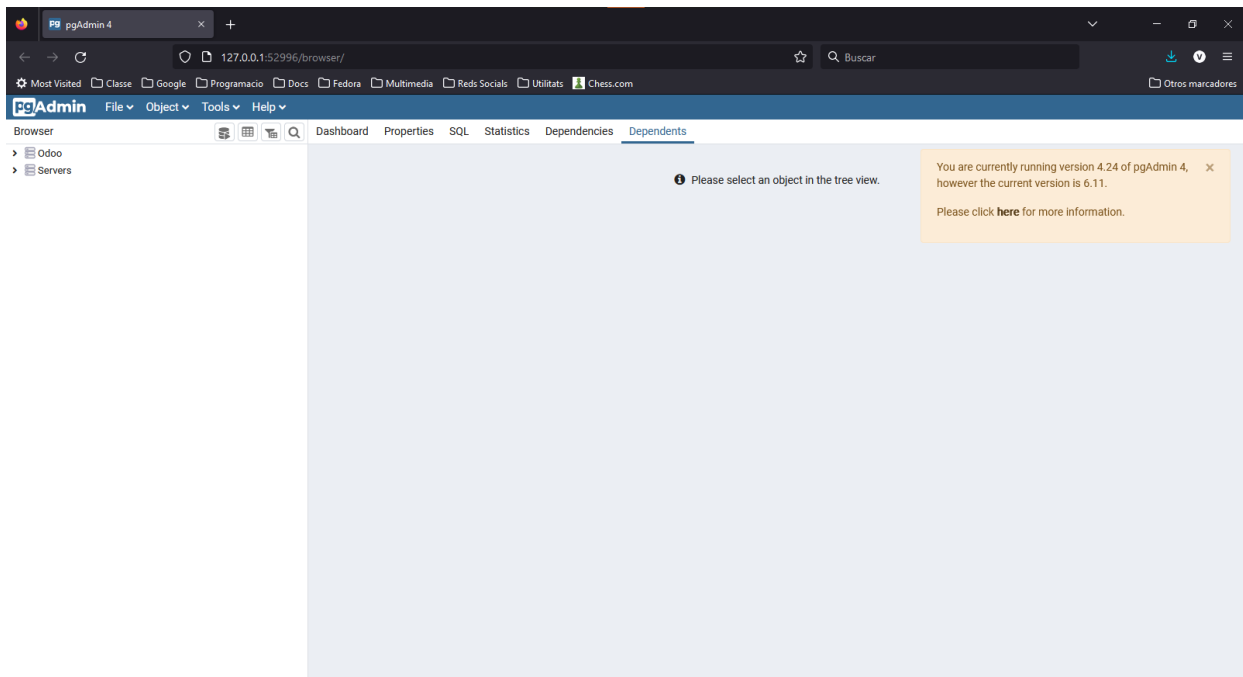 pgAdmin 4
127.0.0.1:52996/browser/
Buscar
Most Visited Classe Google Programacio Docs Fedora Multimedia Reds Socials Utilitats Chess.com Otros marcadores
pgAdmin File Object Tools Help
Browser Dashboard Properties SQL Statistics Dependencies Dependents
Odoo
Servers
Please select an object in the tree view.
You are currently running version 4.24 of pgAdmin 4,
however the current version is 6.11.
Please click here for more information.